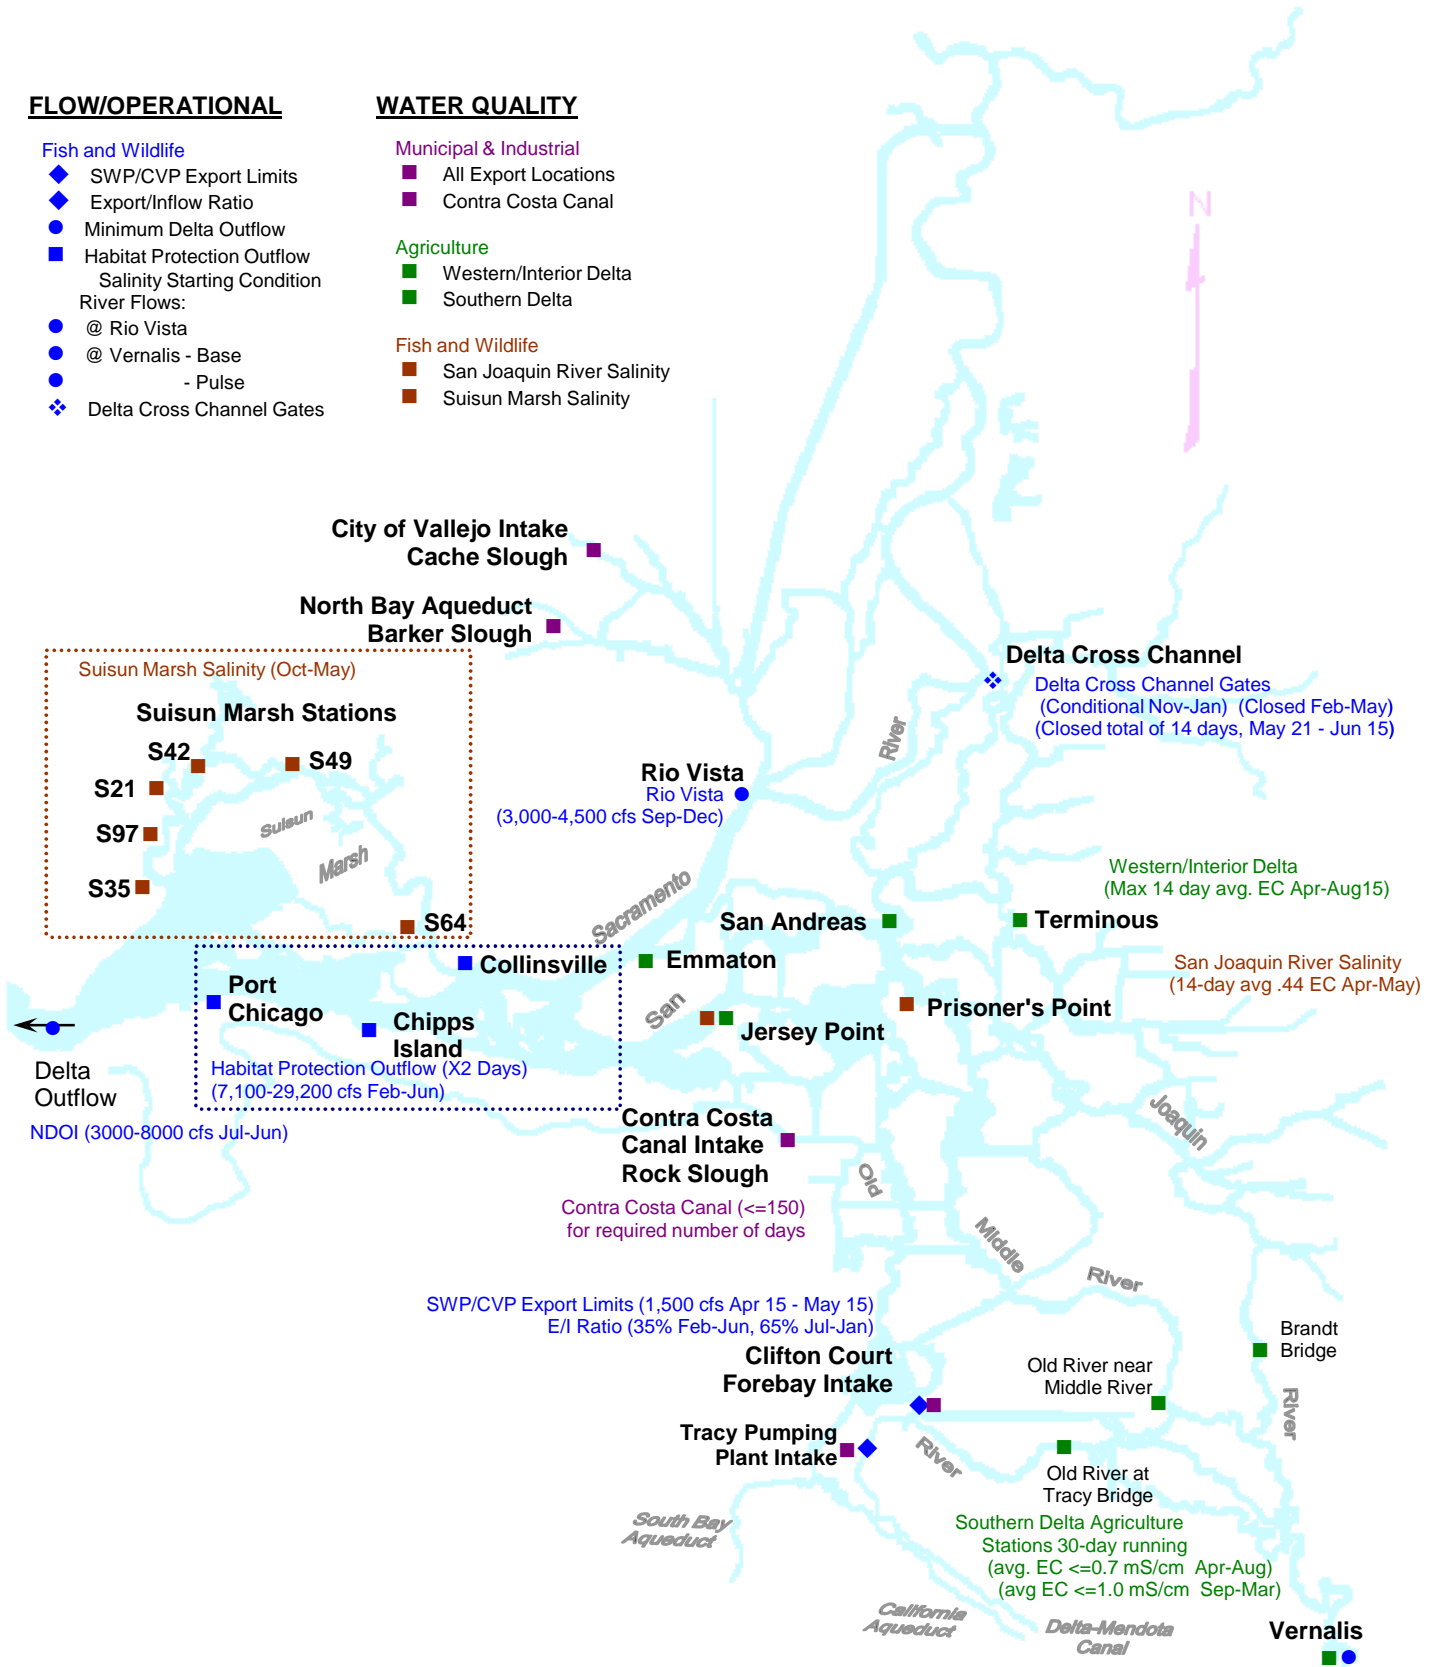 FLOW/OPERATIONAL
Fish and Wildlife
SWP/CVP Export Limits
Export/Inflow Ratio
Minimum Delta Outflow
Habitat Protection Outflow
Salinity Starting Condition
River Flows:
@ Rio Vista
@ Vernalis - Base
- Pulse
Delta Cross Channel Gates
WATER QUALITY
Municipal & Industrial
All Export Locations
Contra Costa Canal
Agriculture
Western/Interior Delta
Southern Delta
Fish and Wildlife
San Joaquin River Salinity
Suisun Marsh Salinity
N
City of Vallejo Intake
Cache Slough
North Bay Aqueduct
Barker Slough
Suisun Marsh Salinity (Oct-May)
Suisun Marsh Stations
S42
S49
S21
S97
S35
S64
Suisun
Marsh
Delta Cross Channel
Delta Cross Channel Gates
(Conditional Nov-Jan) (Closed Feb-May)
(Closed total of 14 days, May 21 - Jun 15)
River
Rio Vista
Rio Vista
(3,000-4,500 cfs Sep-Dec)
Sacramento
Western/Interior Delta
(Max 14 day avg. EC Apr-Aug15)
San Andreas
Terminous
Collinsville
Emmaton
San Joaquin River Salinity
(14-day avg .44 EC Apr-May)
Port
Chicago
Chipps
Island
San
Jersey Point
Prisoner's Point
Habitat Protection Outflow (X2 Days)
(7,100-29,200 cfs Feb-Jun)
Delta
Outflow
NDOI (3000-8000 cfs Jul-Jun)
Contra Costa
Canal Intake
Rock Slough
Contra Costa Canal (<=150)
for required number of days
Joaquin
Old
Middle
River
SWP/CVP Export Limits (1,500 cfs Apr 15 - May 15)
E/I Ratio (35% Feb-Jun, 65% Jul-Jan)
Clifton Court
Forebay Intake
Brandt
Bridge
Old River near
Middle River
River
Tracy Pumping
Plant Intake
River
Old River at
Tracy Bridge
South Bay
Aqueduct
Southern Delta Agriculture
Stations 30-day running
(avg. EC <=0.7 mS/cm Apr-Aug)
(avg EC <=1.0 mS/cm Sep-Mar)
California
Aqueduct
Delta-Mendota
Canal
Vernalis